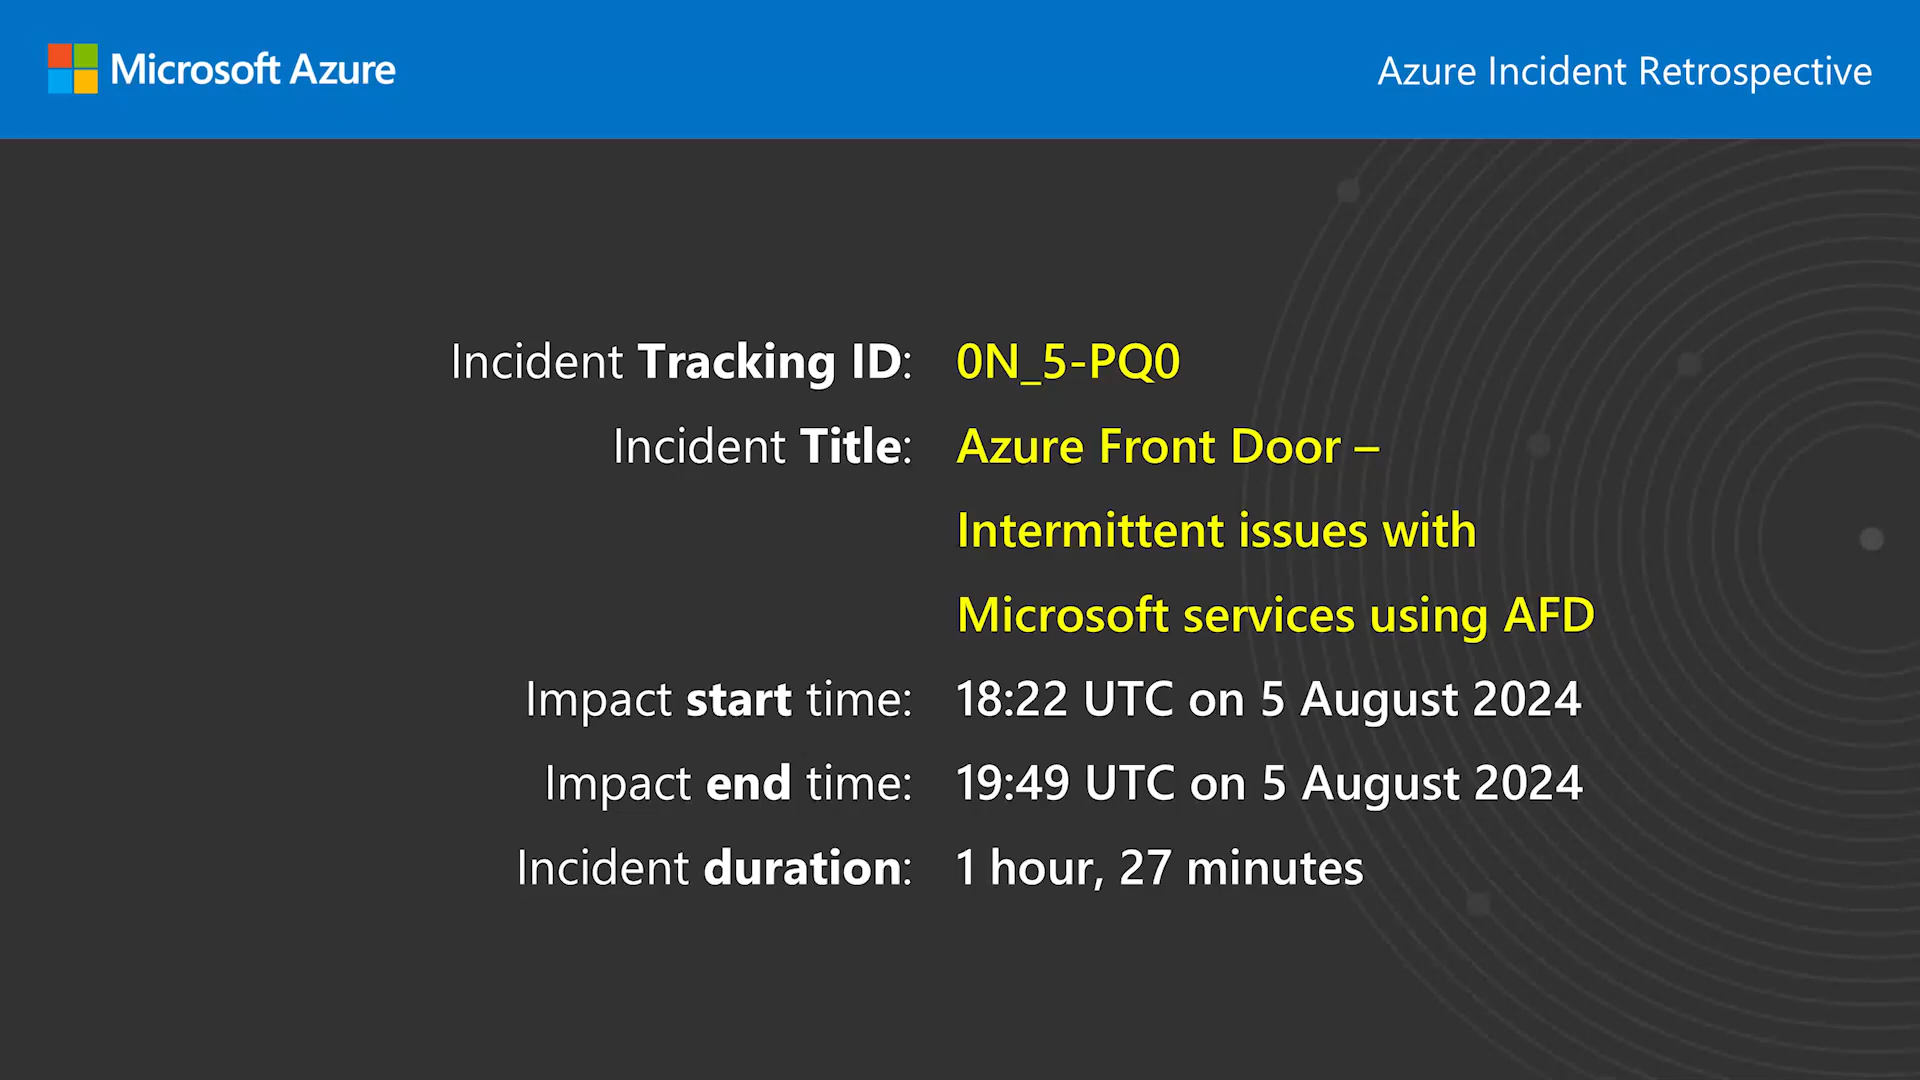 Microsoft Azure
Azure Incident Retrospective
Incident Tracking ID: 0N_5-PQ0
Incident Title: Azure Front Door –
Intermittent issues with
Microsoft services using AFD
Impact start time: 18:22 UTC on 5 August 2024
Impact end time: 19:49 UTC on 5 August 2024
Incident duration: 1 hour, 27 minutes